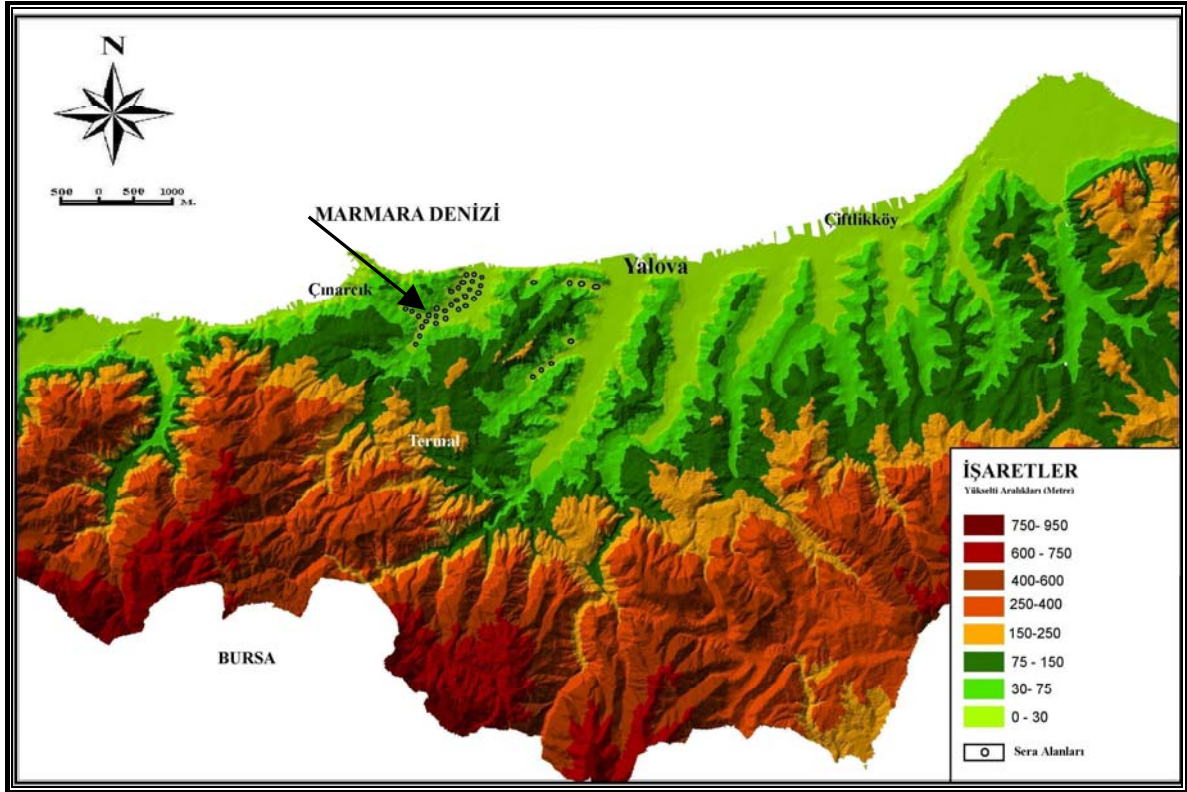 N
500 0 500 1000
M.
MARMARA DENİZİ
Çiftlikköy
Yalova
Çınarcık
Termal
BURSA
İŞARETLER
Yükselti Aralıkları (Metre)
750- 950
600 - 750
400-600
250-400
150-250
75 - 150
30- 75
0 - 30
Sera Alanları